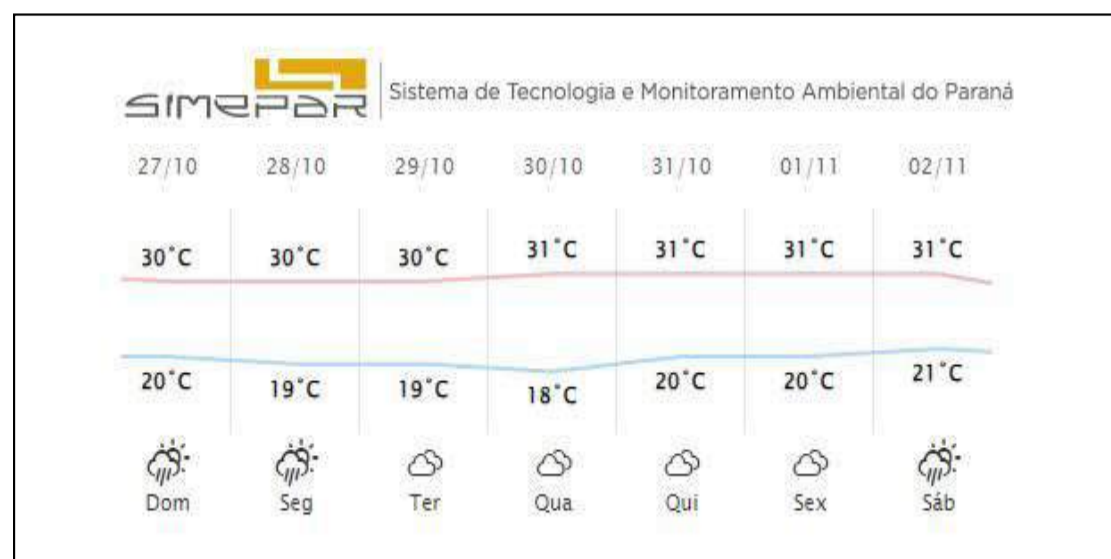 SIMEPAR
Sistema de Tecnologia e Monitoramento Ambiental do Paraná
27/10 28/10 29/10 30/10 31/10 01/11 02/11
30°C 30°C 30°C 31°C 31°C 31°C 31°C
20°C 19°C 19°C 18°C 20°C 20°C 21°C
Dom Seg Ter Qua Qui Sex Sáb